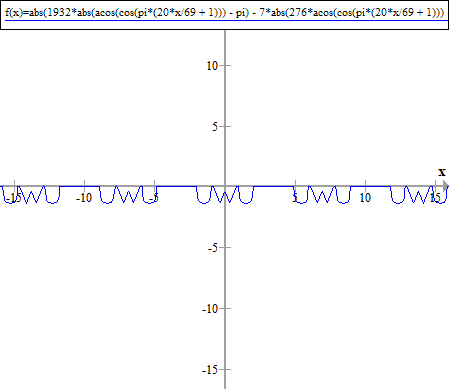 f(x)=abs(1932*abs(acos(cos(pi*(20*x/69 + 1))) - pi) - 7*abs(276*acos(cos(pi*(20*x/69 + 1)))
10
5
x
-15 -10 -5 5 10 15
-5
-10
-15